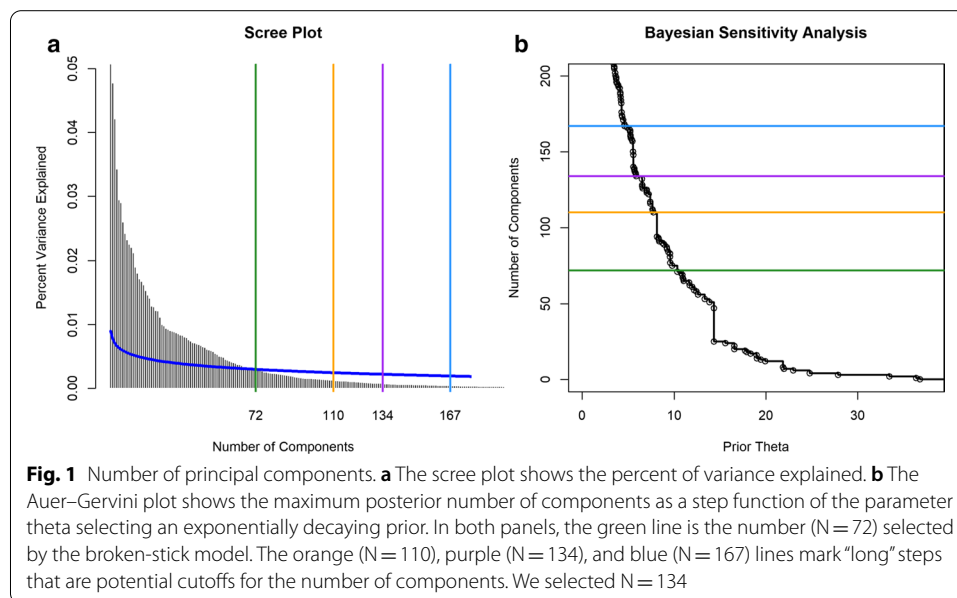 a
Scree Plot
Percent Variance Explained
0.05
0.04
0.03
0.02
0.01
0.00
72 110 134 167
Number of Components
b
Bayesian Sensitivity Analysis
Number of Components
200
150
100
50
0
0 10 20 30
Prior Theta
Fig. 1 Number of principal components. a The scree plot shows the percent of variance explained. b The
Auer–Gervini plot shows the maximum posterior number of components as a step function of the parameter
theta selecting an exponentially decaying prior. In both panels, the green line is the number (N = 72) selected
by the broken-stick model. The orange (N = 110), purple (N = 134), and blue (N = 167) lines mark “long” steps
that are potential cutoffs for the number of components. We selected N = 134